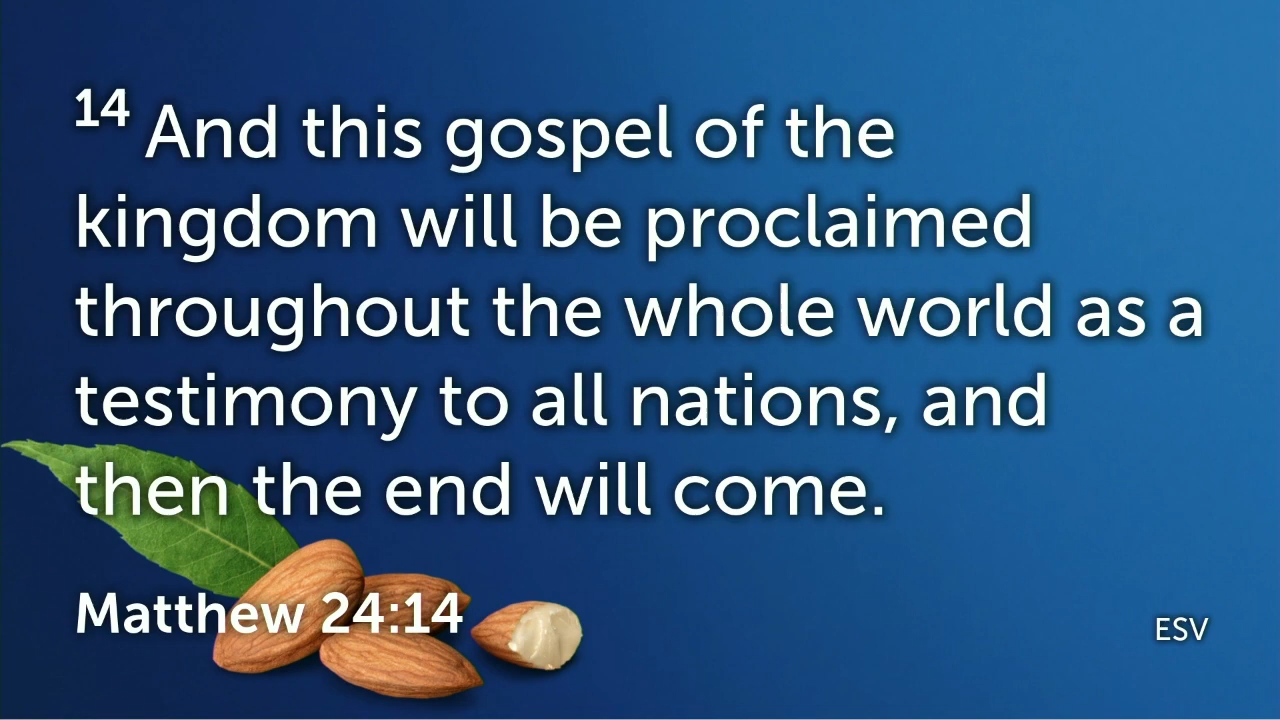 14 And this gospel of the
kingdom will be proclaimed
throughout the whole world as a
testimony to all nations, and
then the end will come.
Matthew 24:14
ESV